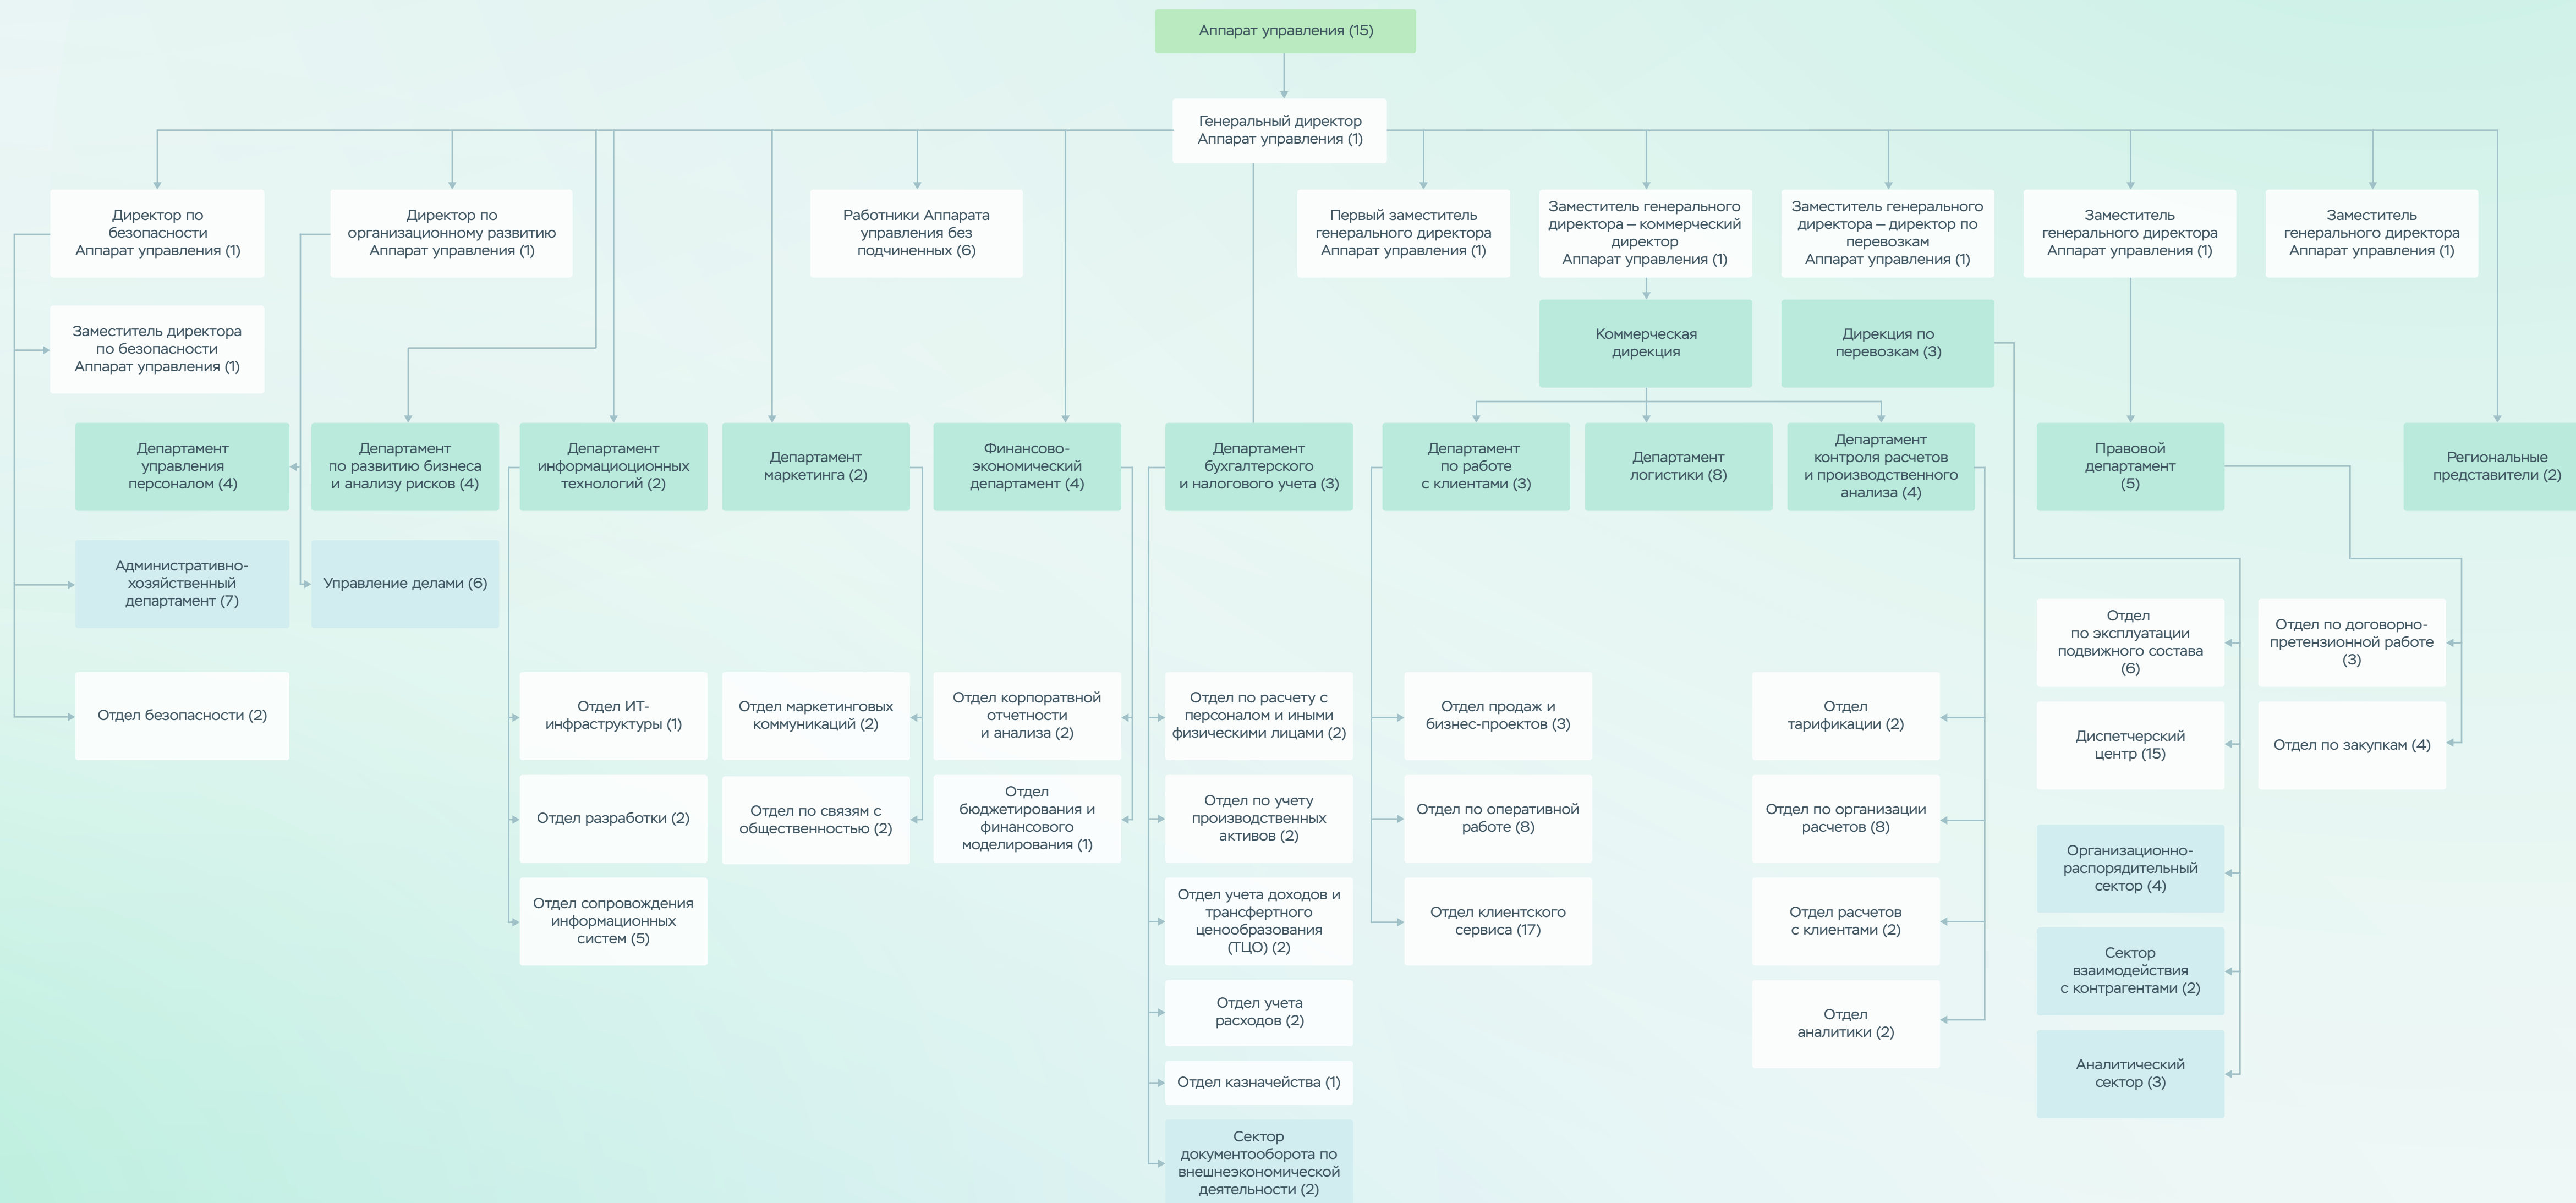 Аппарат управления (15)
Генеральный директор
Аппарат управления (1)
Директор по
безопасности
Аппарат управления (1)
Директор по
организационному развитию
Аппарат управления (1)
Работники Аппарата
управления без
подчиненных (6)
Первый заместитель
генерального директора
Аппарат управления (1)
Заместитель генерального
директора – коммерческий
директор
Аппарат управления (1)
Заместитель генерального
директора – директор по
перевозкам
Аппарат управления (1)
Заместитель
генерального директора
Аппарат управления (1)
Заместитель
генерального директора
Аппарат управления (1)
Заместитель директора
по безопасности
Аппарат управления (1)
Коммерческая
дирекция
Дирекция по
перевозкам (3)
Департамент
управления
персоналом (4)
Департамент
по развитию бизнеса
и анализу рисков (4)
Департамент
информациоционных
технологий (2)
Департамент
маркетинга (2)
Финансово-
экономический
департамент (4)
Департамент
бухгалтерского
и налогового учета (3)
Департамент
по работе
с клиентами (3)
Департамент
логистики (8)
Департамент
контроля расчетов
и производственного
анализа (4)
Правовой
департамент
(5)
Региональные
представители (2)
Административно-
хозяйственный
департамент (7)
Управление делами (6)
Отдел безопасности (2)
Отдел ИТ-
инфраструктуры (1)
Отдел разработки (2)
Отдел сопровождения
информационных
систем (5)
Отдел маркетинговых
коммуникаций (2)
Отдел по связям с
общественностью (2)
Отдел корпоратвной
отчетности
и анализа (2)
Отдел
бюджетирования и
финансового
моделирования (1)
Отдел по расчету с
персоналом и иными
физическими лицами (2)
Отдел по учету
производственных
активов (2)
Отдел учета доходов и
трансфертного
ценообразования
(ТЦО) (2)
Отдел учета
расходов (2)
Отдел казначейства (1)
Сектор
документооборота по
внешнеэкономической
деятельности (2)
Отдел продаж и
бизнес-проектов (3)
Отдел по оперативной
работе (8)
Отдел клиентского
сервиса (17)
Отдел
тарификации (2)
Отдел по организации
расчетов (8)
Отдел расчетов
с клиентами (2)
Отдел
аналитики (2)
Отдел
по эксплуатации
подвижного состава
(6)
Диспетчерский
центр (15)
Организационно-
распорядительный
сектор (4)
Сектор
взаимодействия
с контрагентами (2)
Аналитический
сектор (3)
Отдел по договорно-
претензионной работе
(3)
Отдел по закупкам (4)